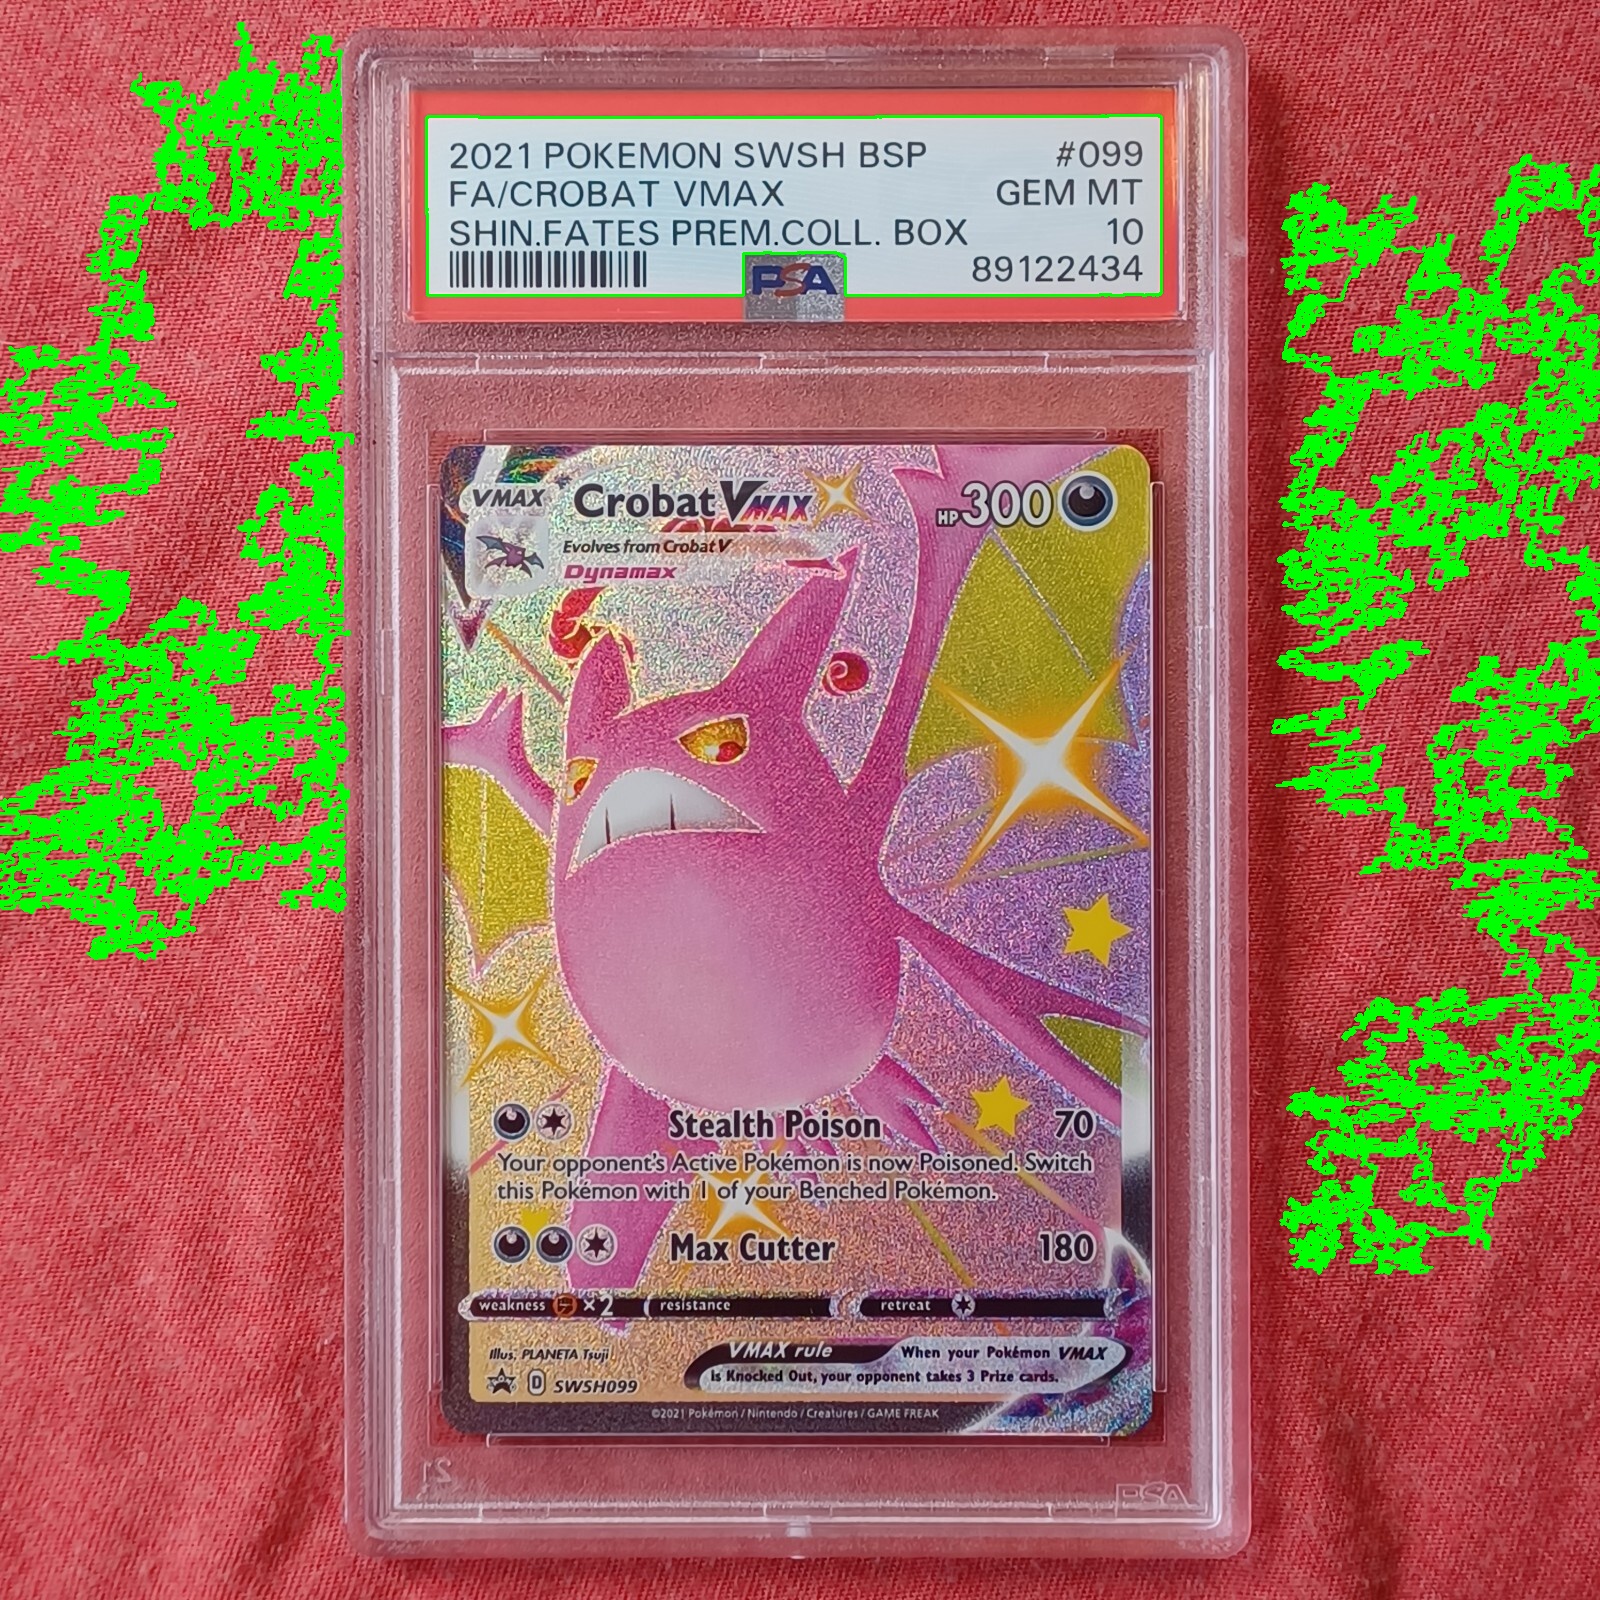 2021 POKEMON SWSH BSP #099
FA/CROBAT VMAX GEM MT
SHIN.FATES PREM.COLL. BOX 10
PSA 89122434
VMAX Crobat VMAX HP 300
Evolves from Crobat V
Dynamax
Stealth Poison 70
Your opponent's Active Pokémon is now Poisoned. Switch
this Pokémon with 1 of your Benched Pokémon.
Max Cutter 180
weakness ×2 resistance retreat
Illus. PLANETA Tsuji
VMAX rule When your Pokémon VMAX
is Knocked Out, your opponent takes 3 Prize cards.
D SWSH099
©2021 Pokémon / Nintendo / Creatures / GAME FREAK
21
PSA